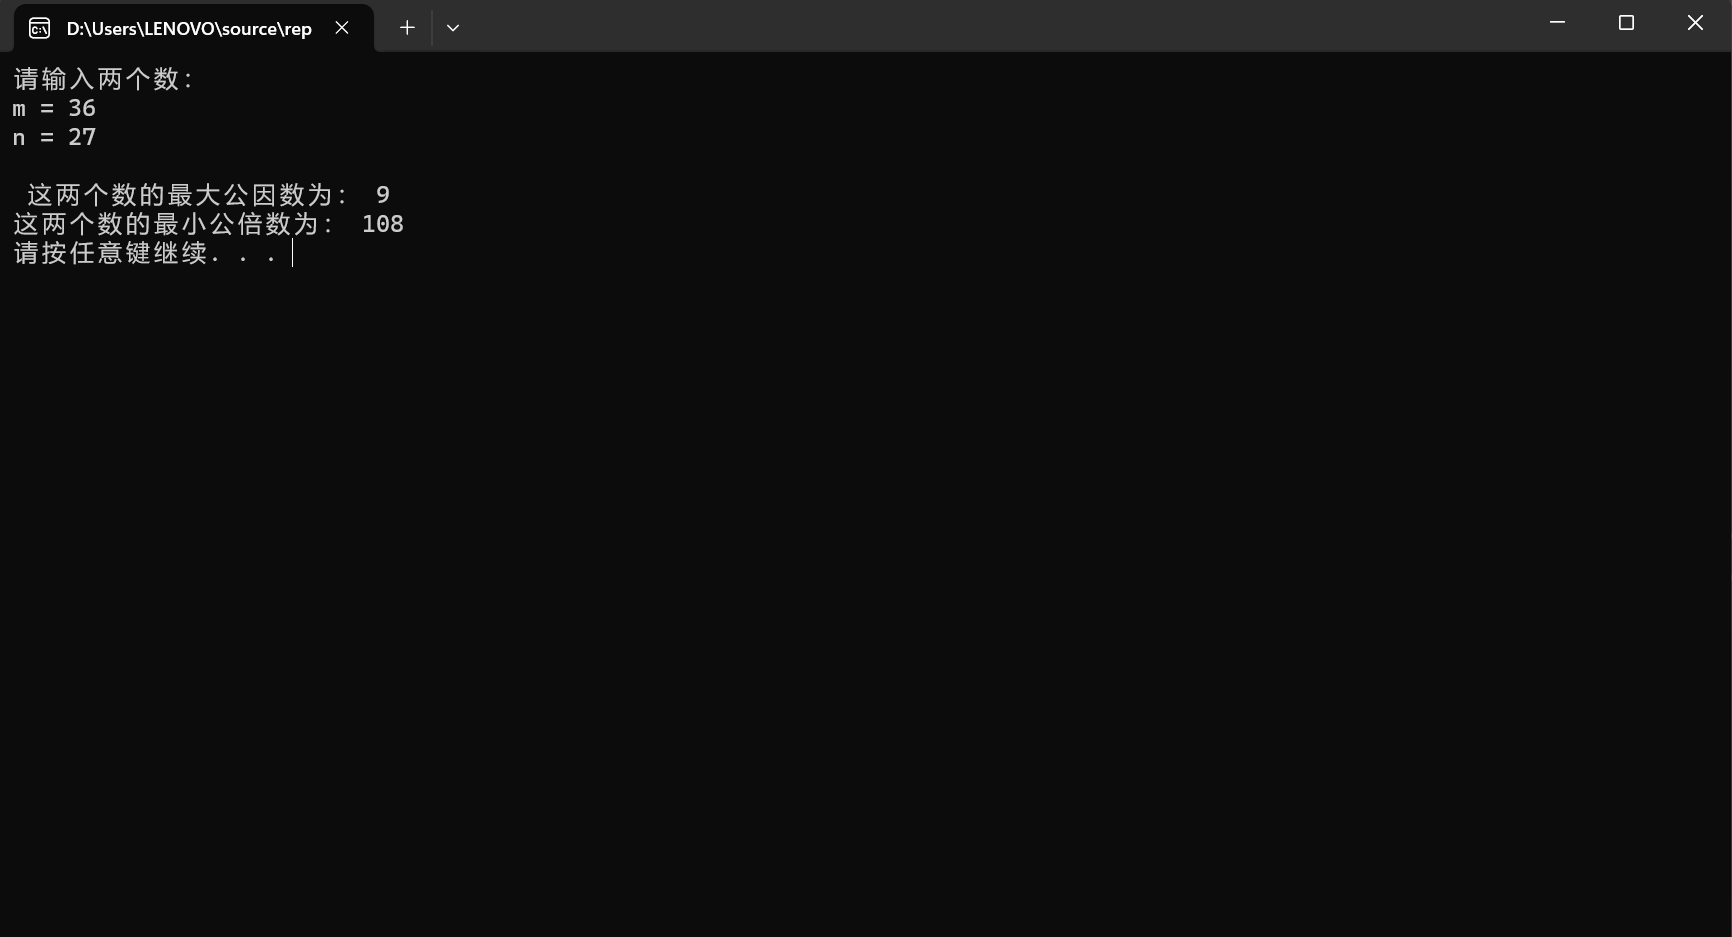 D:\Users\LENOVO\source\rep
请输入两个数：
m = 36
n = 27
这两个数的最大公因数为： 9
这两个数的最小公倍数为： 108
请按任意键继续. . .